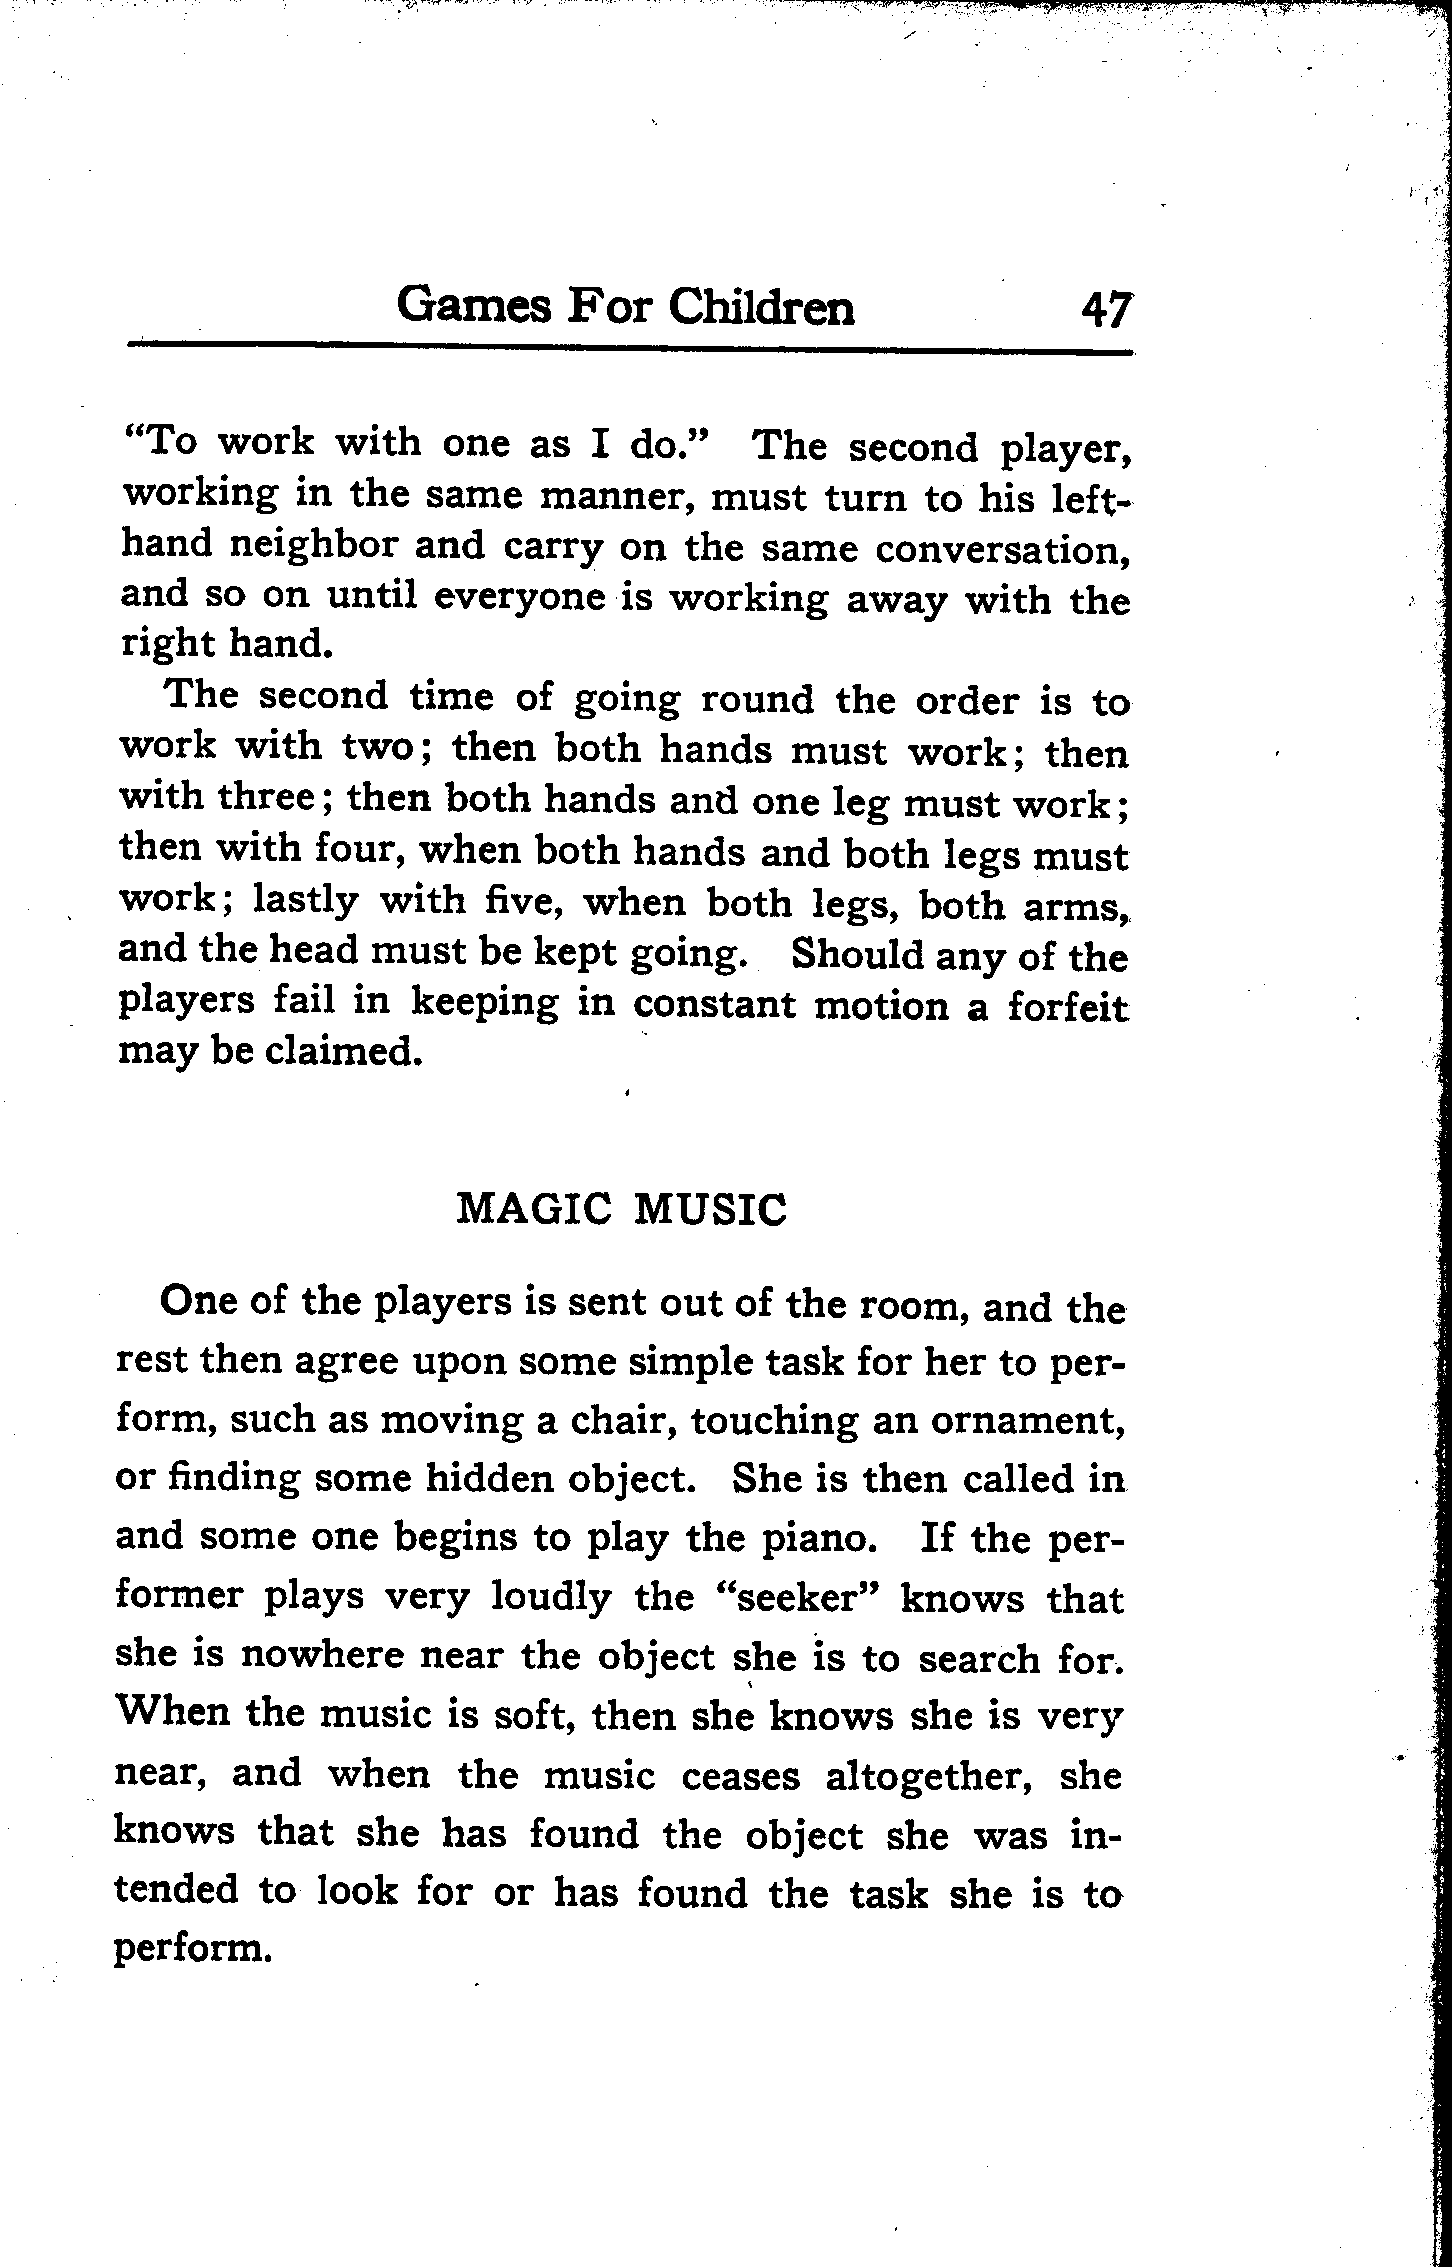 Games For Children 47
“To work with one as I do.” The second player,
working in the same manner, must turn to his left-
hand neighbor and carry on the same conversation,
and so on until everyone is working away with the
right hand.
The second time of going round the order is to
work with two; then both hands must work; then
with three; then both hands and one leg must work;
then with four, when both hands and both legs must
work; lastly with five, when both legs, both arms,
and the head must be kept going. Should any of the
players fail in keeping in constant motion a forfeit
may be claimed.
MAGIC MUSIC
One of the players is sent out of the room, and the
rest then agree upon some simple task for her to per-
form, such as moving a chair, touching an ornament,
or finding some hidden object. She is then called in
and some one begins to play the piano. If the per-
former plays very loudly the “seeker” knows that
she is nowhere near the object she is to search for.
When the music is soft, then she knows she is very
near, and when the music ceases altogether, she
knows that she has found the object she was in-
tended to look for or has found the task she is to
perform.